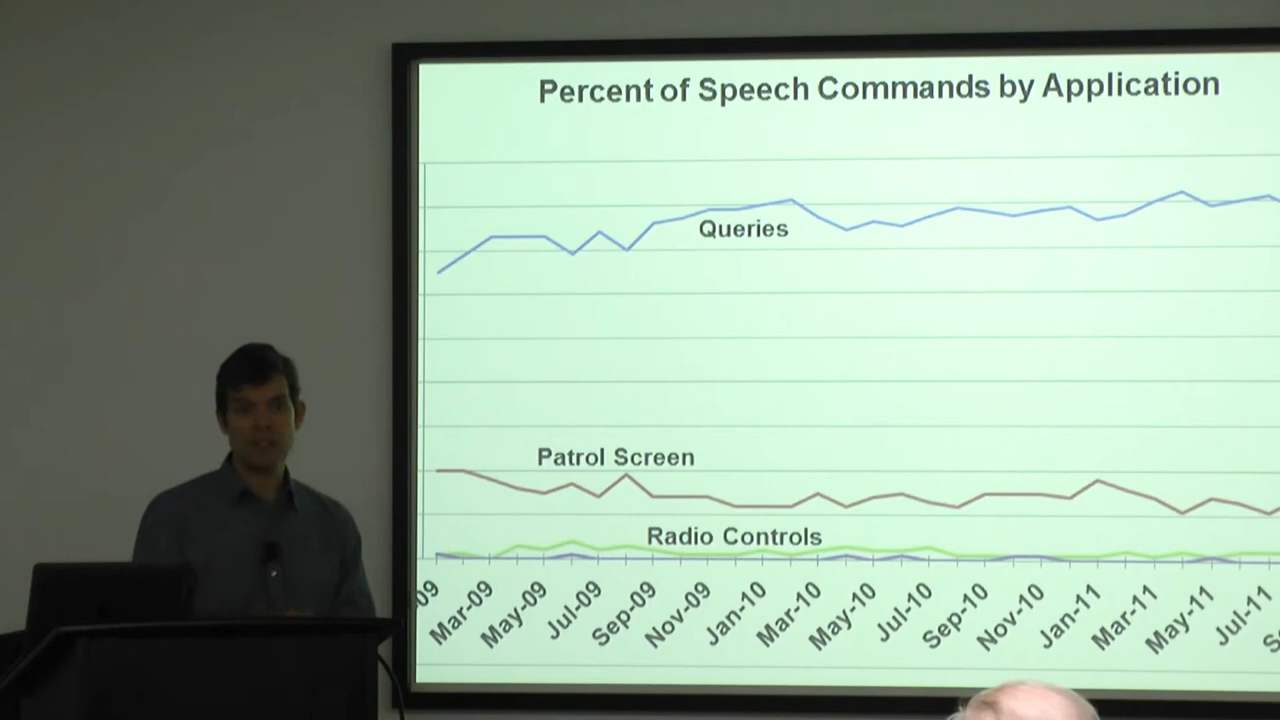 Percent of Speech Commands by Application
Queries
Patrol Screen
Radio Controls
-09 Mar-09 May-09 Jul-09 Sep-09 Nov-09 Jan-10 Mar-10 May-10 Jul-10 Sep-10 Nov-10 Jan-11 Mar-11 May-11 Jul-11